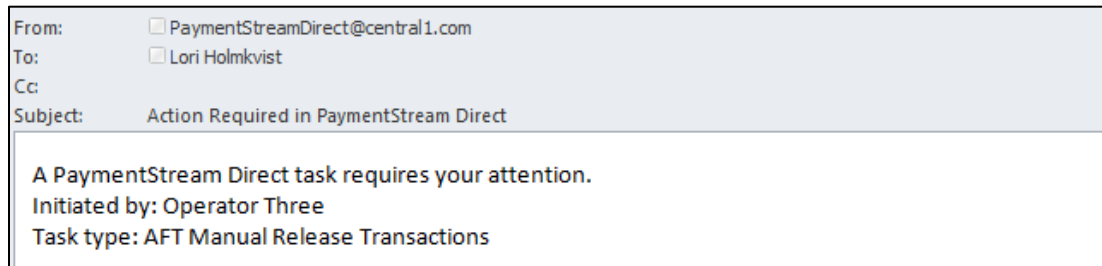 From: PaymentStreamDirect@central1.com
To: Lori Holmkvist
Cc:
Subject: Action Required in PaymentStream Direct
A PaymentStream Direct task requires your attention.
Initiated by: Operator Three
Task type: AFT Manual Release Transactions